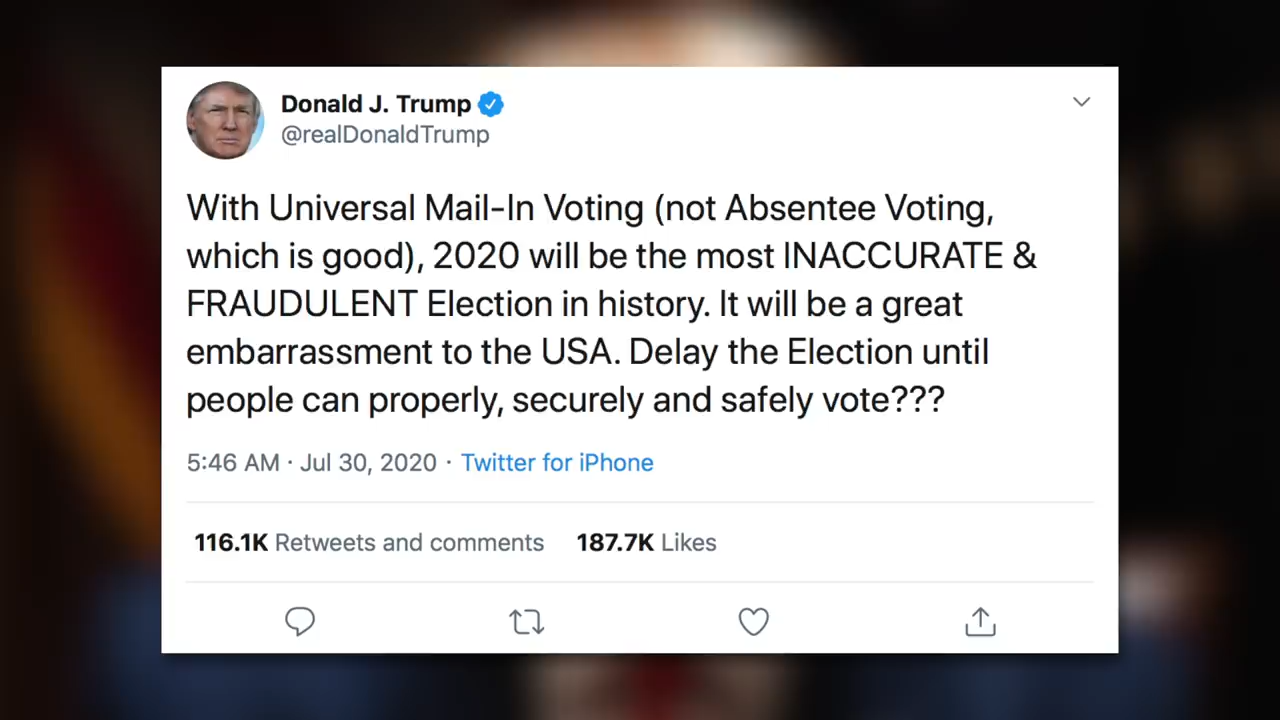 Donald J. Trump
@realDonaldTrump
With Universal Mail-In Voting (not Absentee Voting,
which is good), 2020 will be the most INACCURATE &
FRAUDULENT Election in history. It will be a great
embarrassment to the USA. Delay the Election until
people can properly, securely and safely vote???
5:46 AM · Jul 30, 2020 · Twitter for iPhone
116.1K Retweets and comments 187.7K Likes